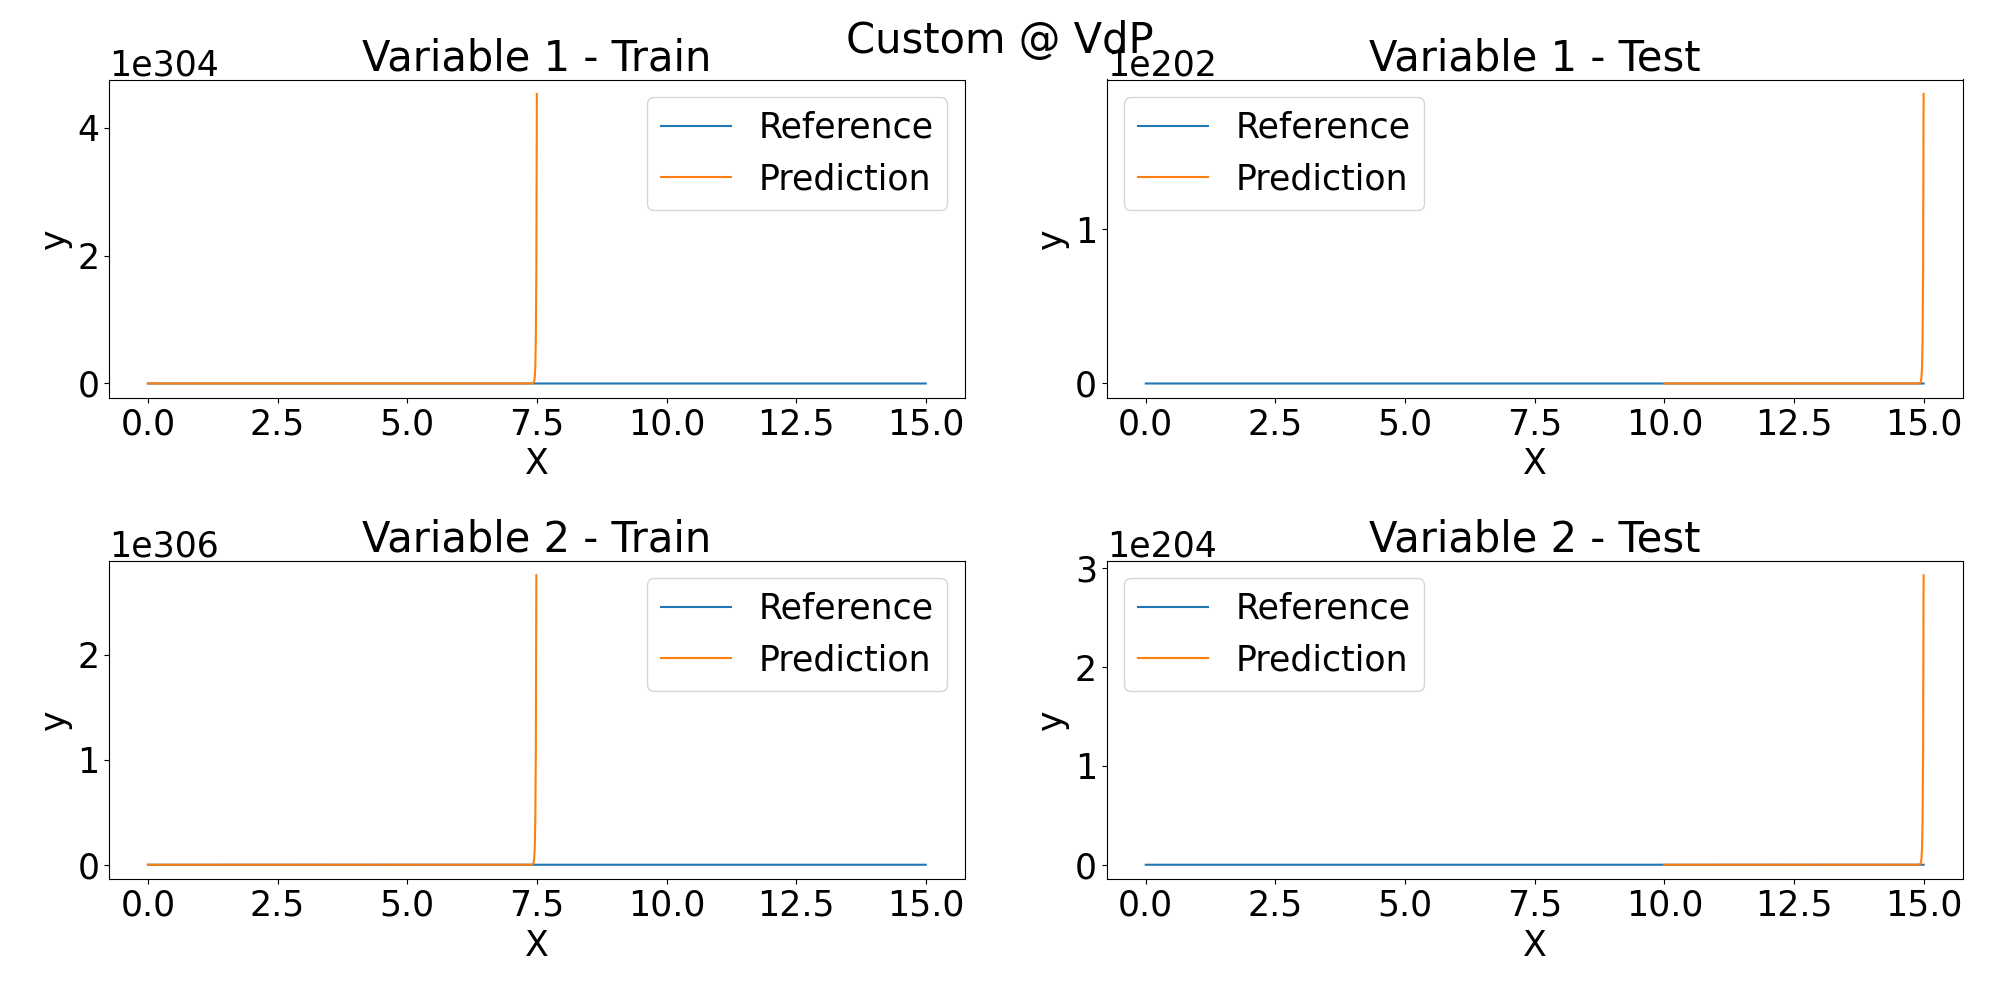 Custom @ VdP
Variable 1 - Train
1e304
4
2
0
y
Reference
Prediction
0.0 2.5 5.0 7.5 10.0 12.5 15.0
X
Variable 1 - Test
1e202
1
0
y
Reference
Prediction
0.0 2.5 5.0 7.5 10.0 12.5 15.0
X
Variable 2 - Train
1e306
2
1
0
y
Reference
Prediction
0.0 2.5 5.0 7.5 10.0 12.5 15.0
X
Variable 2 - Test
1e204
3
2
1
0
y
Reference
Prediction
0.0 2.5 5.0 7.5 10.0 12.5 15.0
X